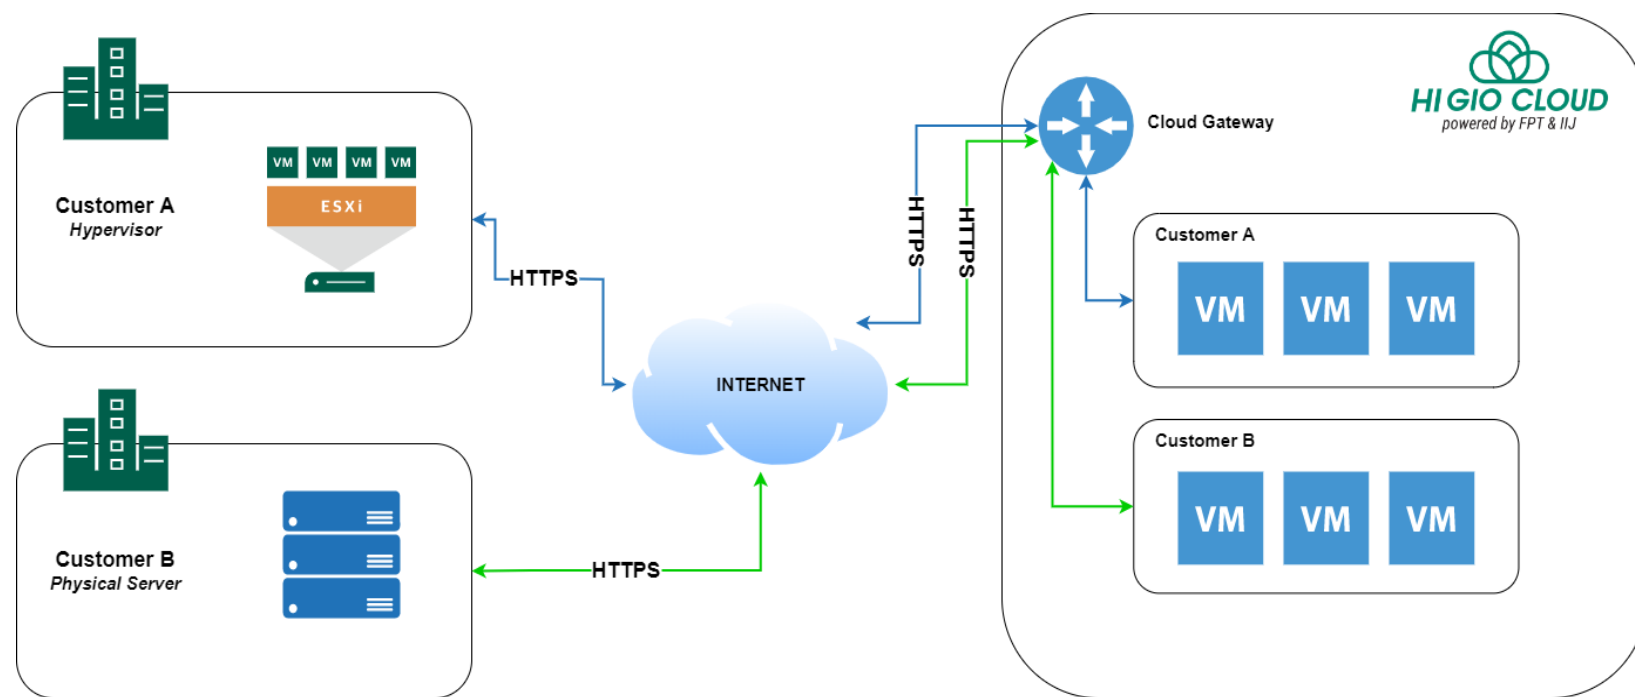 Customer A
Hypervisor
VM VM VM VM
ESXi
HTTPS
Customer B
Physical Server
HTTPS
INTERNET
HTTPS
HTTPS
Cloud Gateway
HI GIO CLOUD
powered by FPT & IIJ
Customer A
VM VM VM
Customer B
VM VM VM